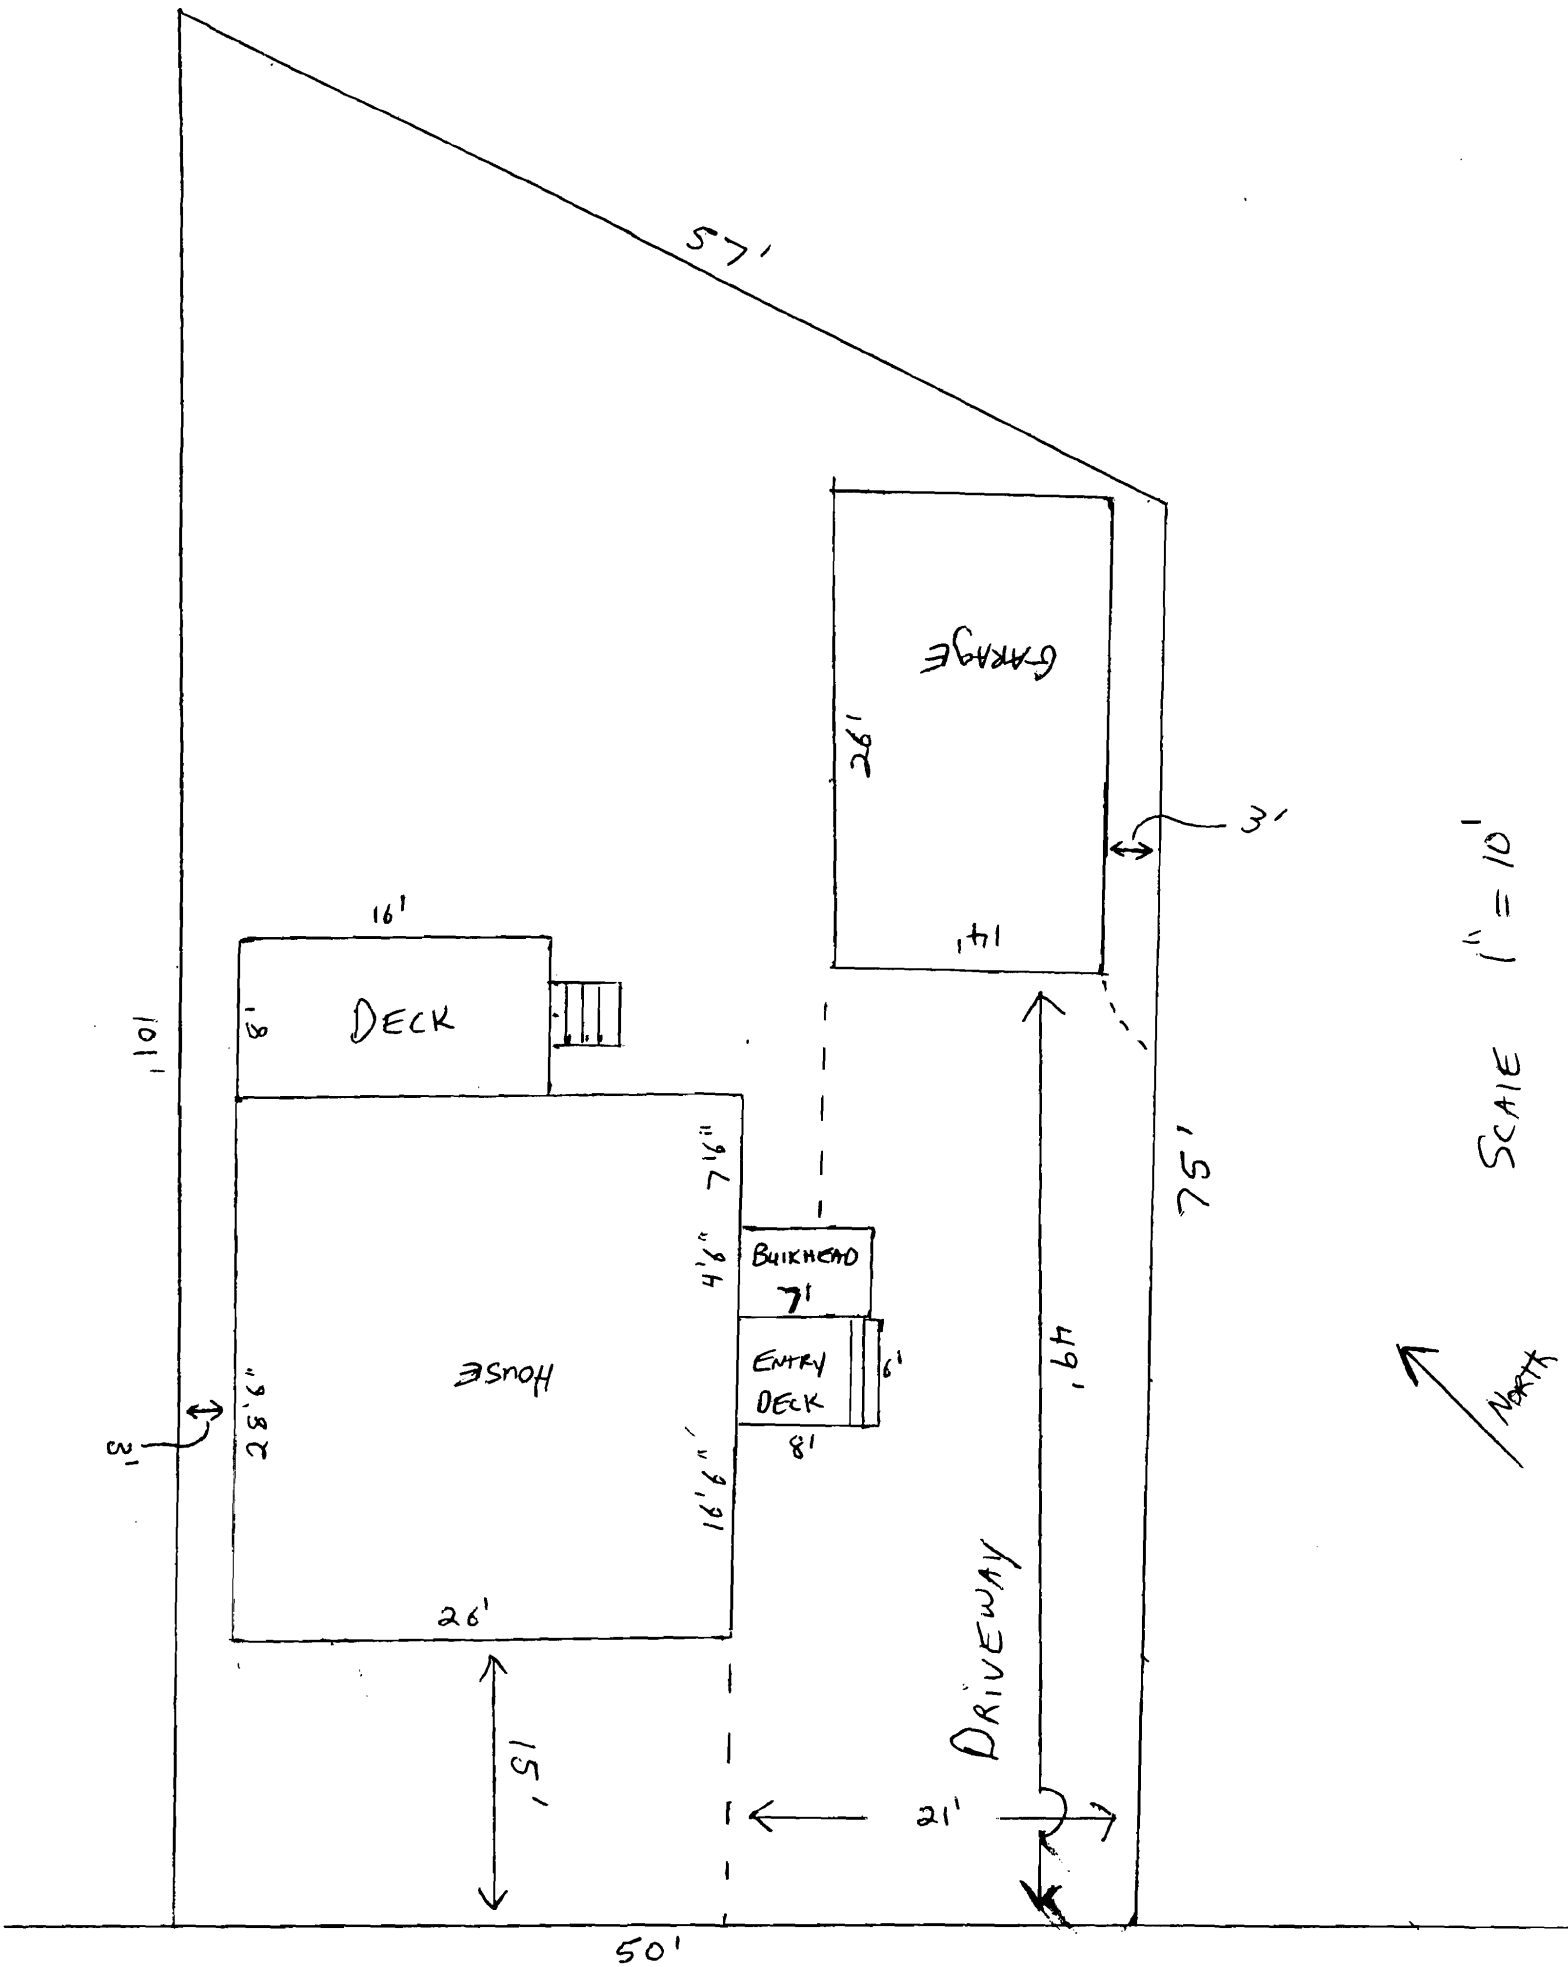 57'
GARAGE
26'
14'
3'
SCALE 1" = 10'
16'
8'
DECK
101'
7'6"
4'6"
BULKHEAD
7'
75'
49'
HOUSE
ENTRY
DECK
6'
8'
3'
28'6"
16'6"
26'
NORTH
DRIVEWAY
15'
21'
50'